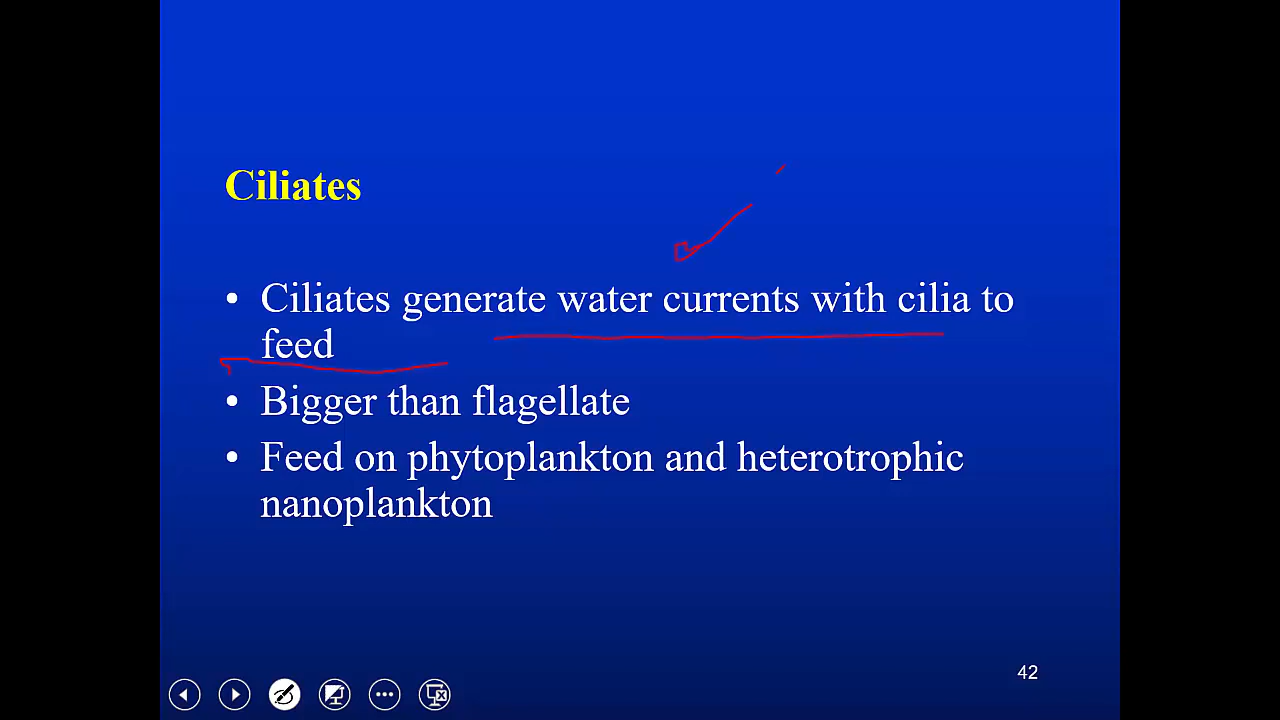 Ciliates
• Ciliates generate water currents with cilia to
feed
• Bigger than flagellate
• Feed on phytoplankton and heterotrophic
nanoplankton
42